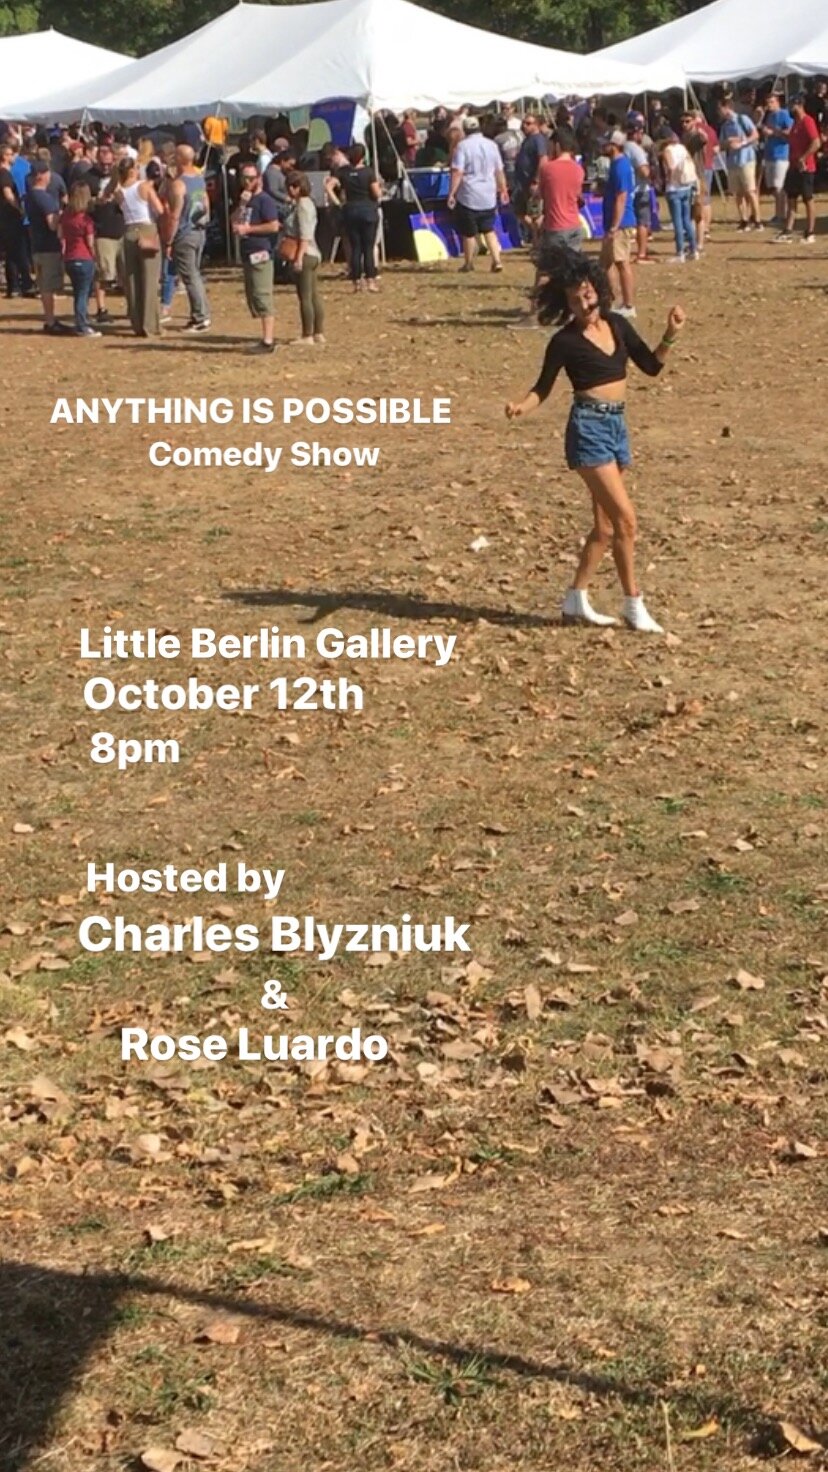 ANYTHING IS POSSIBLE
Comedy Show
Little Berlin Gallery
October 12th
8pm
Hosted by
Charles Blyzniuk
&
Rose Luardo